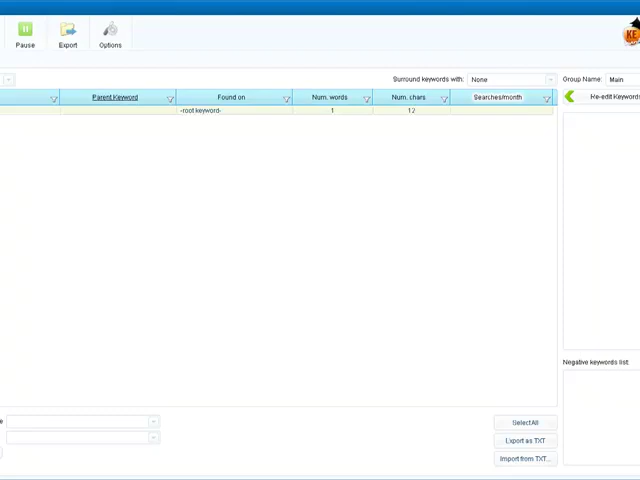 Pause Export Options
KE
Surround keywords with: None Group Name: Main
Parent Keyword Found on Num. words Num. chars Searches/month Re-edit Keywords
-root keyword- 1 12
Negative keywords list:
e
Select All
Export as TXT
Import from TXT...